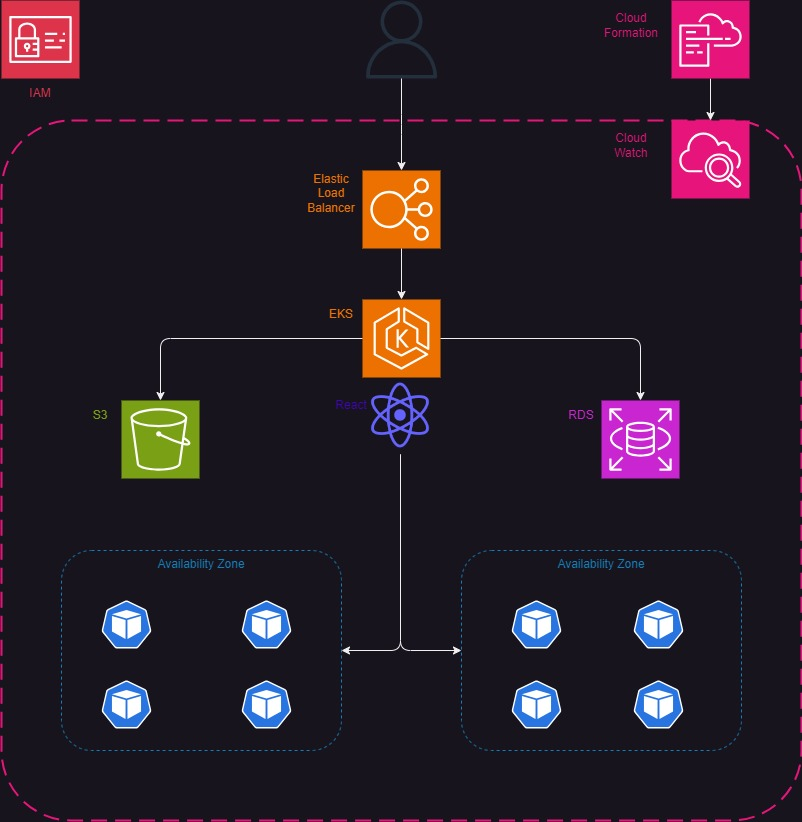 Cloud
Formation
IAM
Cloud
Watch
Elastic
Load
Balancer
EKS
K
React
S3
RDS
Availability Zone
Availability Zone